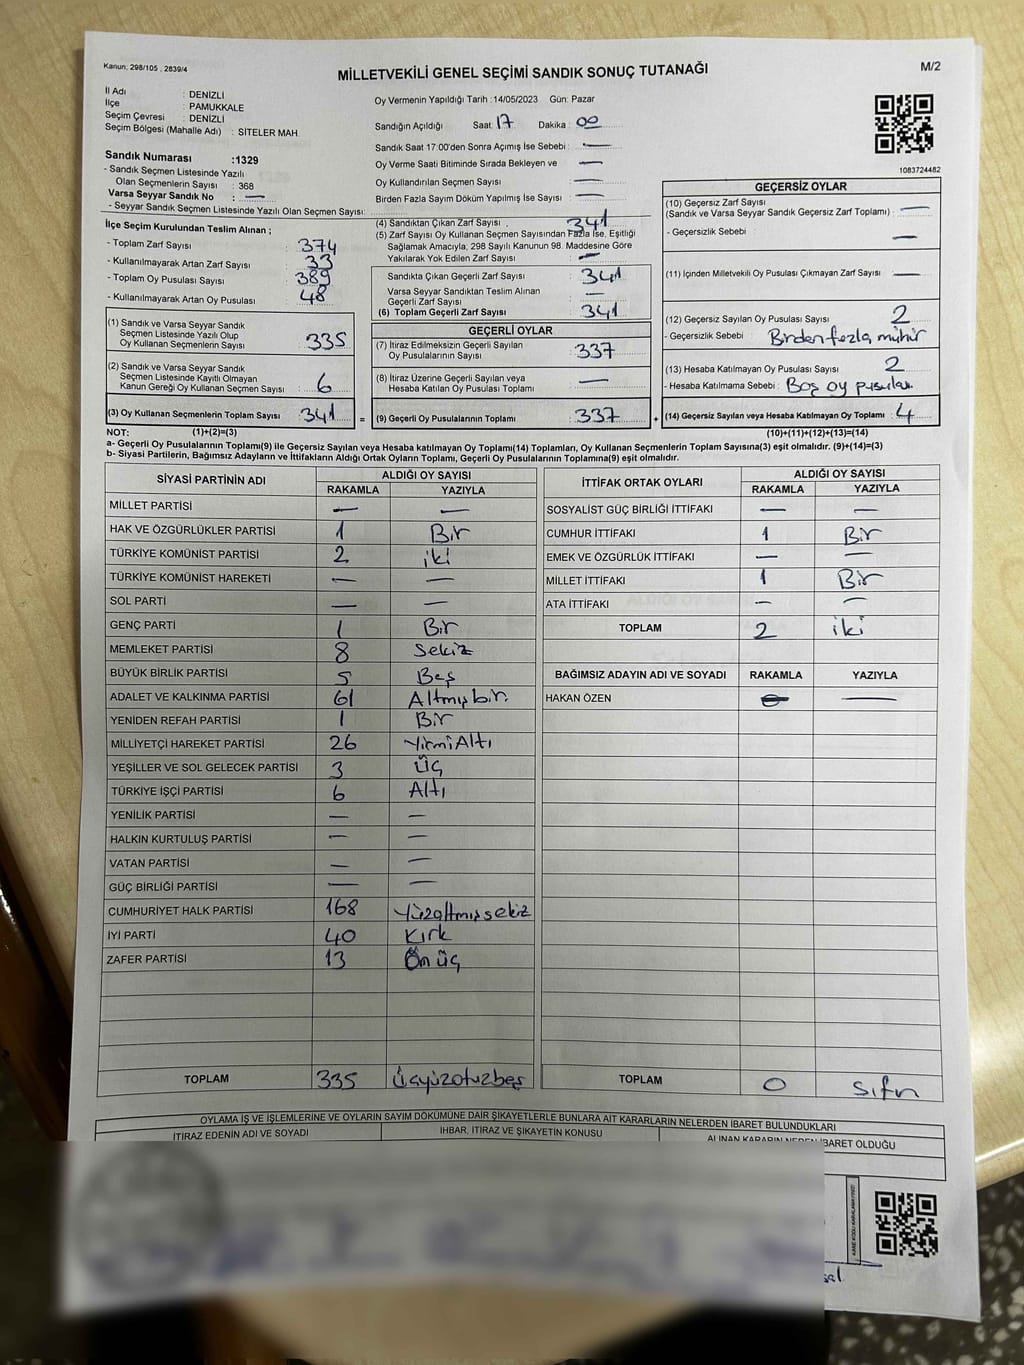 Kanun: 298/105 , 2839/4
MİLLETVEKİLİ GENEL SEÇİMİ SANDIK SONUÇ TUTANAĞI
M/2
İl Adı : DENİZLİ
İlçe : PAMUKKALE
Seçim Çevresi : DENİZLİ
Seçim Bölgesi (Mahalle Adı) : SİTELER MAH.
Oy Vermenin Yapıldığı Tarih :14/05/2023 Gün: Pazar
Sandığın Açıldığı Saat 17 Dakika 00
Sandık Saat 17:00'den Sonra Açımış İse Sebebi : —
Oy Verme Saati Bitiminde Sırada Bekleyen ve —
Oy Kullandırılan Seçmen Sayısı —
Birden Fazla Sayım Döküm Yapılmış İse Sayısı —
1083724482
Sandık Numarası :1329
- Sandık Seçmen Listesinde Yazılı
Olan Seçmenlerin Sayısı : 368
Varsa Seyyar Sandık No : —
- Seyyar Sandık Seçmen Listesinde Yazılı Olan Seçmen Sayısı:
İlçe Seçim Kurulundan Teslim Alınan ;
- Toplam Zarf Sayısı : 374
- Kullanılmayarak Artan Zarf Sayısı : 33
- Toplam Oy Pusulası Sayısı : 389
- Kullanılmayarak Artan Oy Pusulası : 48
(1) Sandık ve Varsa Seyyar Sandık
Seçmen Listesinde Yazılı Olup
Oy Kullanan Seçmenlerin Sayısı : 335
(2) Sandık ve Varsa Seyyar Sandık
Seçmen Listesinde Kayıtlı Olmayan
Kanun Gereği Oy Kullanan Seçmen Sayısı : 6
(3) Oy Kullanan Seçmenlerin Toplam Sayısı : 341 =
(4) Sandıktan Çıkan Zarf Sayısı : 341
(5) Zarf Sayısı Oy Kullanan Seçmen Sayısından Fazla İse, Eşitliği
Sağlamak Amacıyla, 298 Sayılı Kanunun 98. Maddesine Göre
Yakılarak Yok Edilen Zarf Sayısı : —
Sandıkta Çıkan Geçerli Zarf Sayısı : 341
Varsa Seyyar Sandıktan Teslim Alınan
Geçerli Zarf Sayısı : —
(6) Toplam Geçerli Zarf Sayısı : 341
GEÇERLİ OYLAR
(7) İtiraz Edilmeksizin Geçerli Sayılan
Oy Pusulalarının Sayısı : 337
(8) İtiraz Üzerine Geçerli Sayılan veya
Hesaba Katılan Oy Pusulası Toplamı : —
(9) Geçerli Oy Pusulalarının Toplamı : 337 +
GEÇERSİZ OYLAR
(10) Geçersiz Zarf Sayısı
(Sandık ve Varsa Seyyar Sandık Geçersiz Zarf Toplamı) : —
- Geçersizlik Sebebi : —
(11) İçinden Milletvekili Oy Pusulası Çıkmayan Zarf Sayısı : —
(12) Geçersiz Sayılan Oy Pusulası Sayısı : 2
- Geçersizlik Sebebi : Birden fazla mühür
(13) Hesaba Katılmayan Oy Pusulası Sayısı : 2
- Hesaba Katılmama Sebebi : Boş oy pusulası
(14) Geçersiz Sayılan veya Hesaba Katılmayan Oy Toplamı : 4
NOT: (1)+(2)=(3) (10)+(11)+(12)+(13)=(14)
a- Geçerli Oy Pusulalarının Toplamı(9) ile Geçersiz Sayılan veya Hesaba katılmayan Oy Toplamı(14) Toplamları, Oy Kullanan Seçmenlerin Toplam Sayısına(3) eşit olmalıdır. (9)+(14)=(3)
b- Siyasi Partilerin, Bağımsız Adayların ve İttifakların Aldığı Ortak Oyların Toplamı, Geçerli Oy Pusulalarının Toplamına(9) eşit olmalıdır.
SİYASİ PARTİNİN ADI ALDIĞI OY SAYISI
RAKAMLA YAZIYLA
MİLLET PARTİSİ — —
HAK VE ÖZGÜRLÜKLER PARTİSİ 1 Bir
TÜRKİYE KOMÜNİST PARTİSİ 2 iki
TÜRKİYE KOMÜNİST HAREKETİ — —
SOL PARTİ — —
GENÇ PARTİ 1 Bir
MEMLEKET PARTİSİ 8 Sekiz
BÜYÜK BİRLİK PARTİSİ 5 Beş
ADALET VE KALKINMA PARTİSİ 61 Altmışbir.
YENİDEN REFAH PARTİSİ 1 Bir
MİLLİYETÇİ HAREKET PARTİSİ 26 YirmiAltı
YEŞİLLER VE SOL GELECEK PARTİSİ 3 Üç
TÜRKİYE İŞÇİ PARTİSİ 6 Altı
YENİLİK PARTİSİ — —
HALKIN KURTULUŞ PARTİSİ — —
VATAN PARTİSİ — —
GÜÇ BİRLİĞİ PARTİSİ — —
CUMHURİYET HALK PARTİSİ 168 Yüzaltmışsekiz
İYİ PARTİ 40 Kırk
ZAFER PARTİSİ 13 On üç
TOPLAM 335 Üçyüzotuzbeş
İTTİFAK ORTAK OYLARI ALDIĞI OY SAYISI
RAKAMLA YAZIYLA
SOSYALİST GÜÇ BİRLİĞİ İTTİFAKI — —
CUMHUR İTTİFAKI 1 Bir
EMEK VE ÖZGÜRLÜK İTTİFAKI — —
MİLLET İTTİFAKI 1 Bir
ATA İTTİFAKI — —
TOPLAM 2 iki
BAĞIMSIZ ADAYIN ADI VE SOYADI RAKAMLA YAZIYLA
HAKAN ÖZEN — —
TOPLAM 0 Sıfır
OYLAMA İŞ VE İŞLEMLERİNE VE OYLARIN SAYIM DÖKÜMÜNE DAİR ŞİKAYETLERLE BUNLARA AİT KARARLARIN NELERDEN İBARET BULUNDUKLARI
İTİRAZ EDENİN ADI VE SOYADI İHBAR, İTİRAZ VE ŞİKAYETİN KONUSU ALINAN KARARIN NEDEN İBARET OLDUĞU